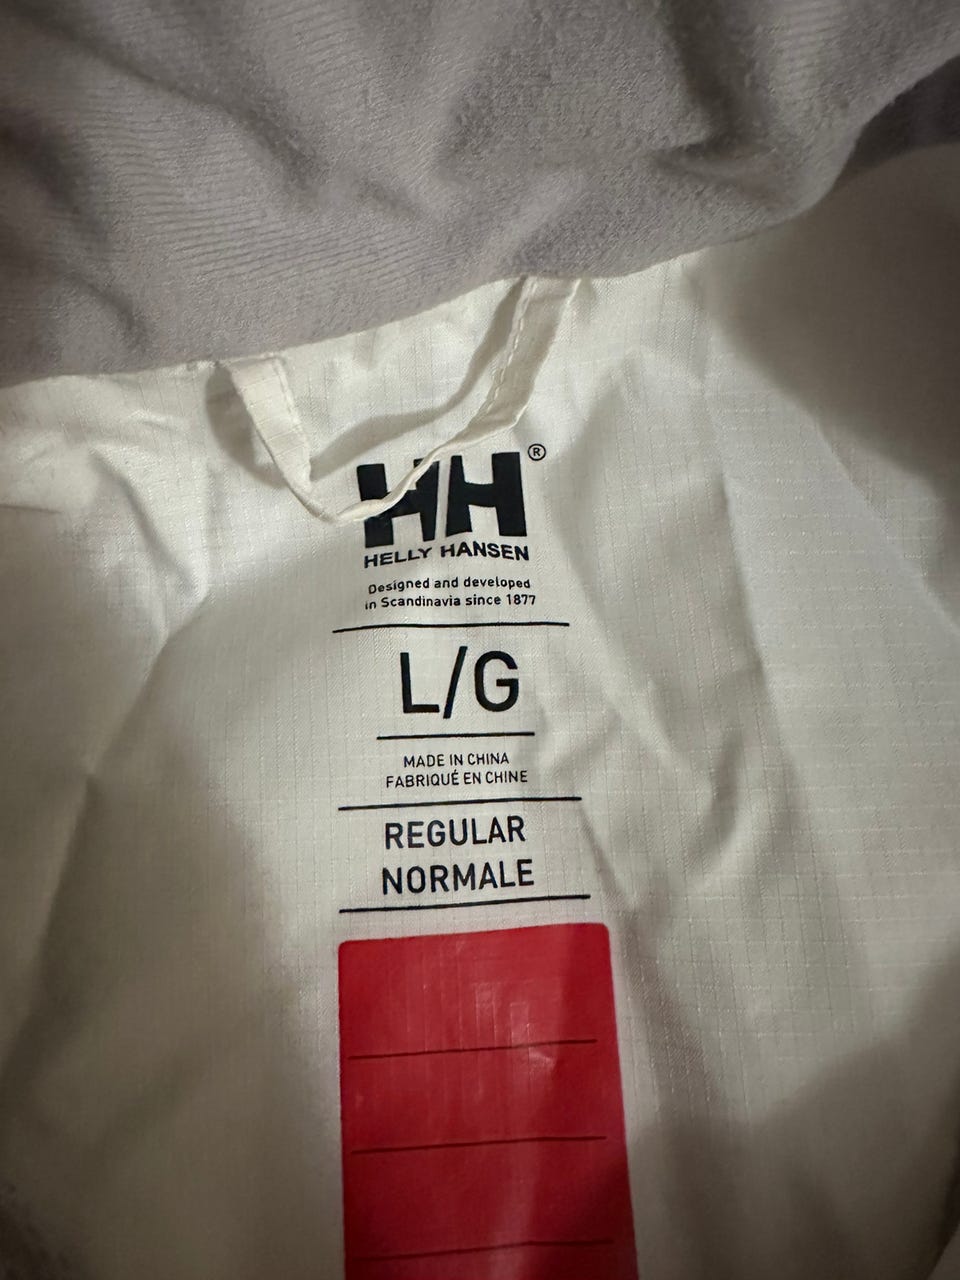 HH®
HELLY HANSEN
Designed and developed
in Scandinavia since 1877
L/G
MADE IN CHINA
FABRIQUÉ EN CHINE
REGULAR
NORMALE